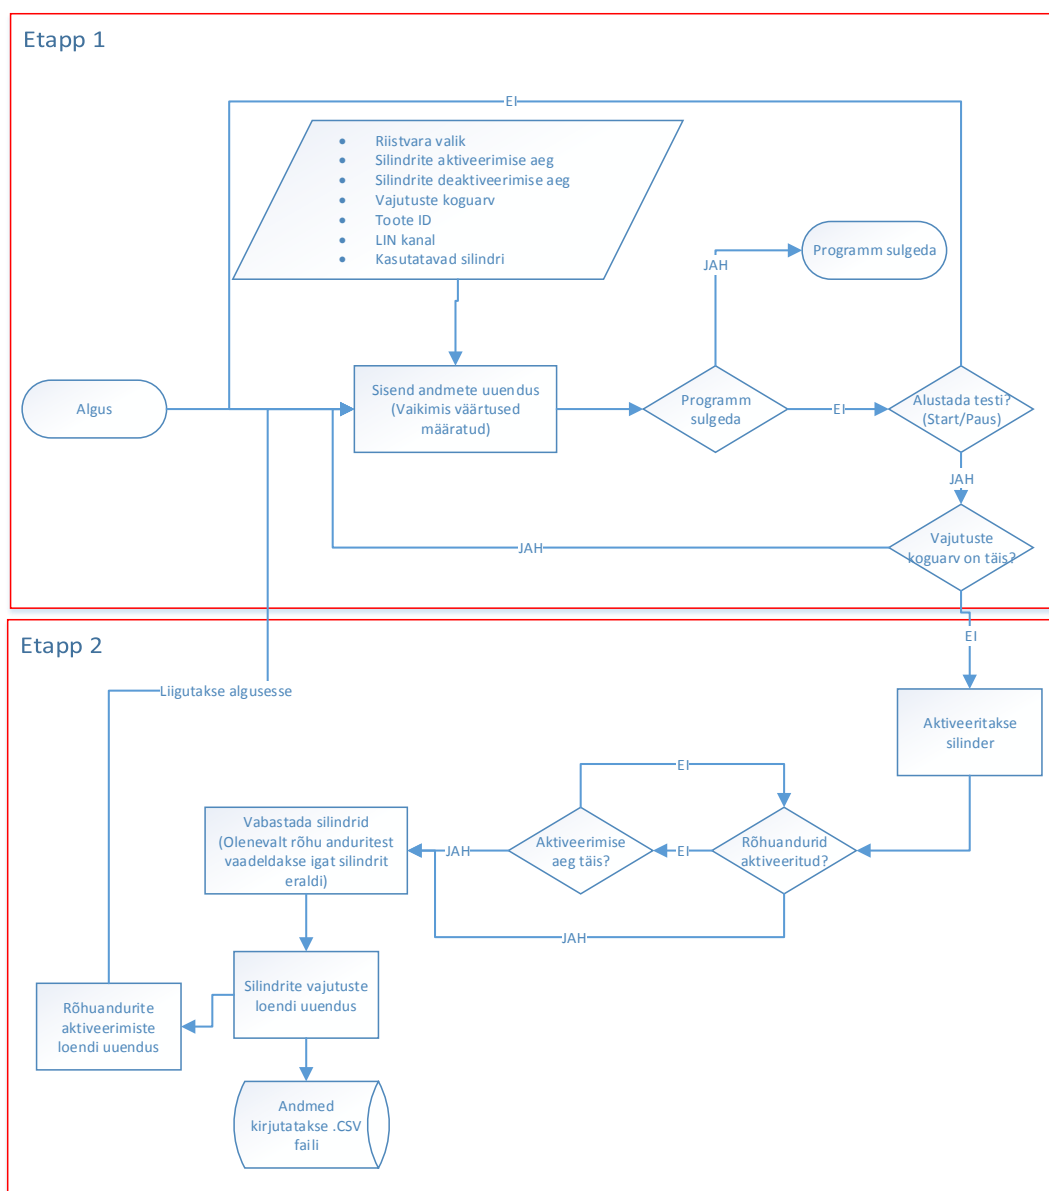 Etapp 1
EI
Riistvara valik
Silindrite aktiveerimise aeg
Silindrite deaktiveerimise aeg
Vajutuste koguarv
Toote ID
LIN kanal
Kasutatavad silindri
Programm sulgeda
JAH
Algus
Sisend andmete uuendus
(Vaikimis väärtused
määratud)
Programm
sulgeda
EI
Alustada testi?
(Start/Paus)
JAH
Vajutuste
koguarv on täis?
JAH
EI
Etapp 2
Liigutakse algusesse
Aktiveeritakse
silinder
EI
Vabastada silindrid
(Olenevalt rõhu anduritest
vaadeldakse igat silindrit
eraldi)
JAH
Aktiveerimise
aeg täis?
EI
Rõhuandurid
aktiveeritud?
JAH
Silindrite vajutuste
loendi uuendus
Rõhuandurite
aktiveerimiste
loendi uuendus
Andmed
kirjutatakse .CSV
faili